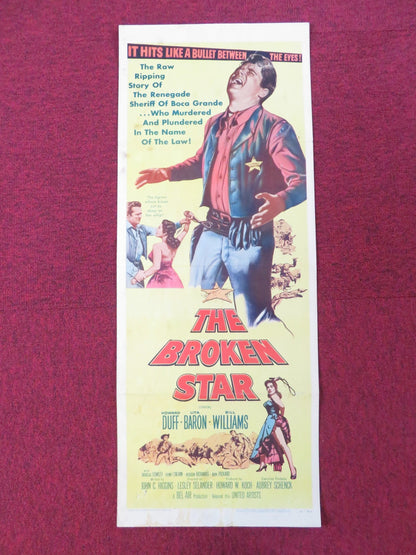 IT HITS LIKE A BULLET BETWEEN THE EYES!
The Raw
Ripping
Story Of
The Renegade
Sheriff Of Boca Grande
...Who Murdered
And Plundered
In The Name
Of The Law!
THE
BROKEN
STAR
HOWARD LITA BILL
DUFF · BARON · WILLIAMS
JOHN C. HIGGINS LESLEY SELANDER HOWARD W. KOCH AUBREY SCHENCK
A BEL AIR Production Released thru UNITED ARTISTS